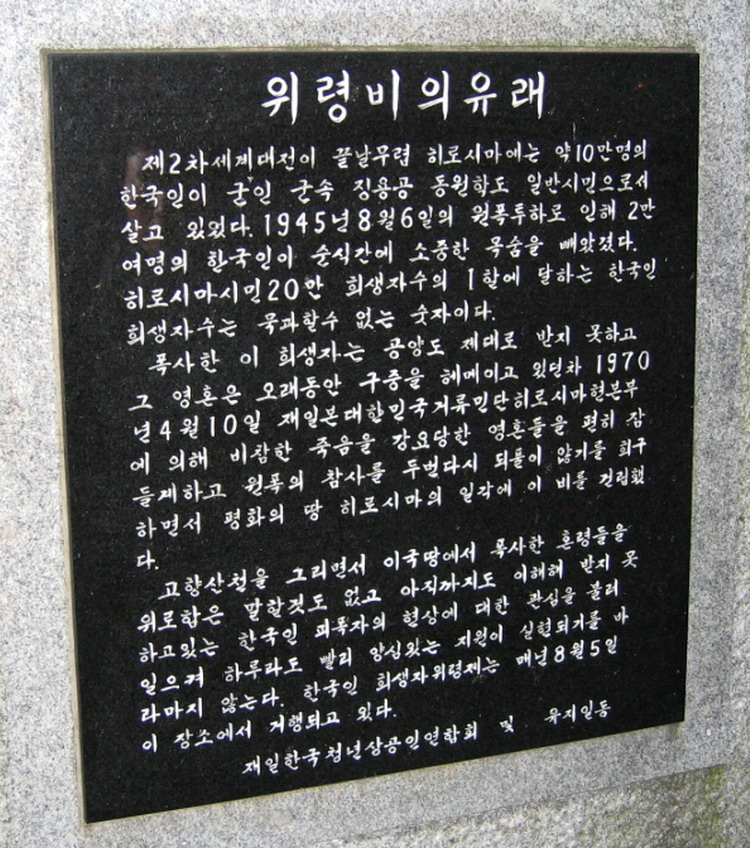 위령비의유래
제2차세계대전이 끝날무렵 히로시마에는 약10만명의
한국인이 군인 군속 징용공 동원학도 일반시민으로서
살고 있었다. 1945년8월6일의 원폭투하로 인해 2만
여명의 한국인이 순식간에 소중한 목숨을 빼앗겼다.
히로시마시민20만 희생자수의 1할에 달하는 한국인
희생자수는 묵과할수 없는 숫자이다.
폭사한 이 희생자는 공양도 제대로 받지 못하고
그 영혼은 오래동안 구중을 헤메이고 있던차 1970
년4월10일 재일본대한민국거류민단히로시마현본부
에 의해 비참한 죽음을 강요당한 영혼들을 편히 잠
들게하고 원폭의 참사를 두번다시 되풀이 않기를 희구
하면서 평화의 땅 히로시마의 일각에 이 비를 건립했
다.
고향산천을 그리면서 이국땅에서 폭사한 혼령들을
위로함은 말할것도 없고 아직까지도 이해해 받지 못
하고있는 한국인 피폭자의 현상에 대한 관심을 불러
일으켜 하루라도 빨리 양심있는 지원이 실현되기를 바
라마지 않는다. 한국인 희생자위령제는 매년8월5일
이 장소에서 거행되고 있다.
재일한국청년상공인연합회 및 유지일동